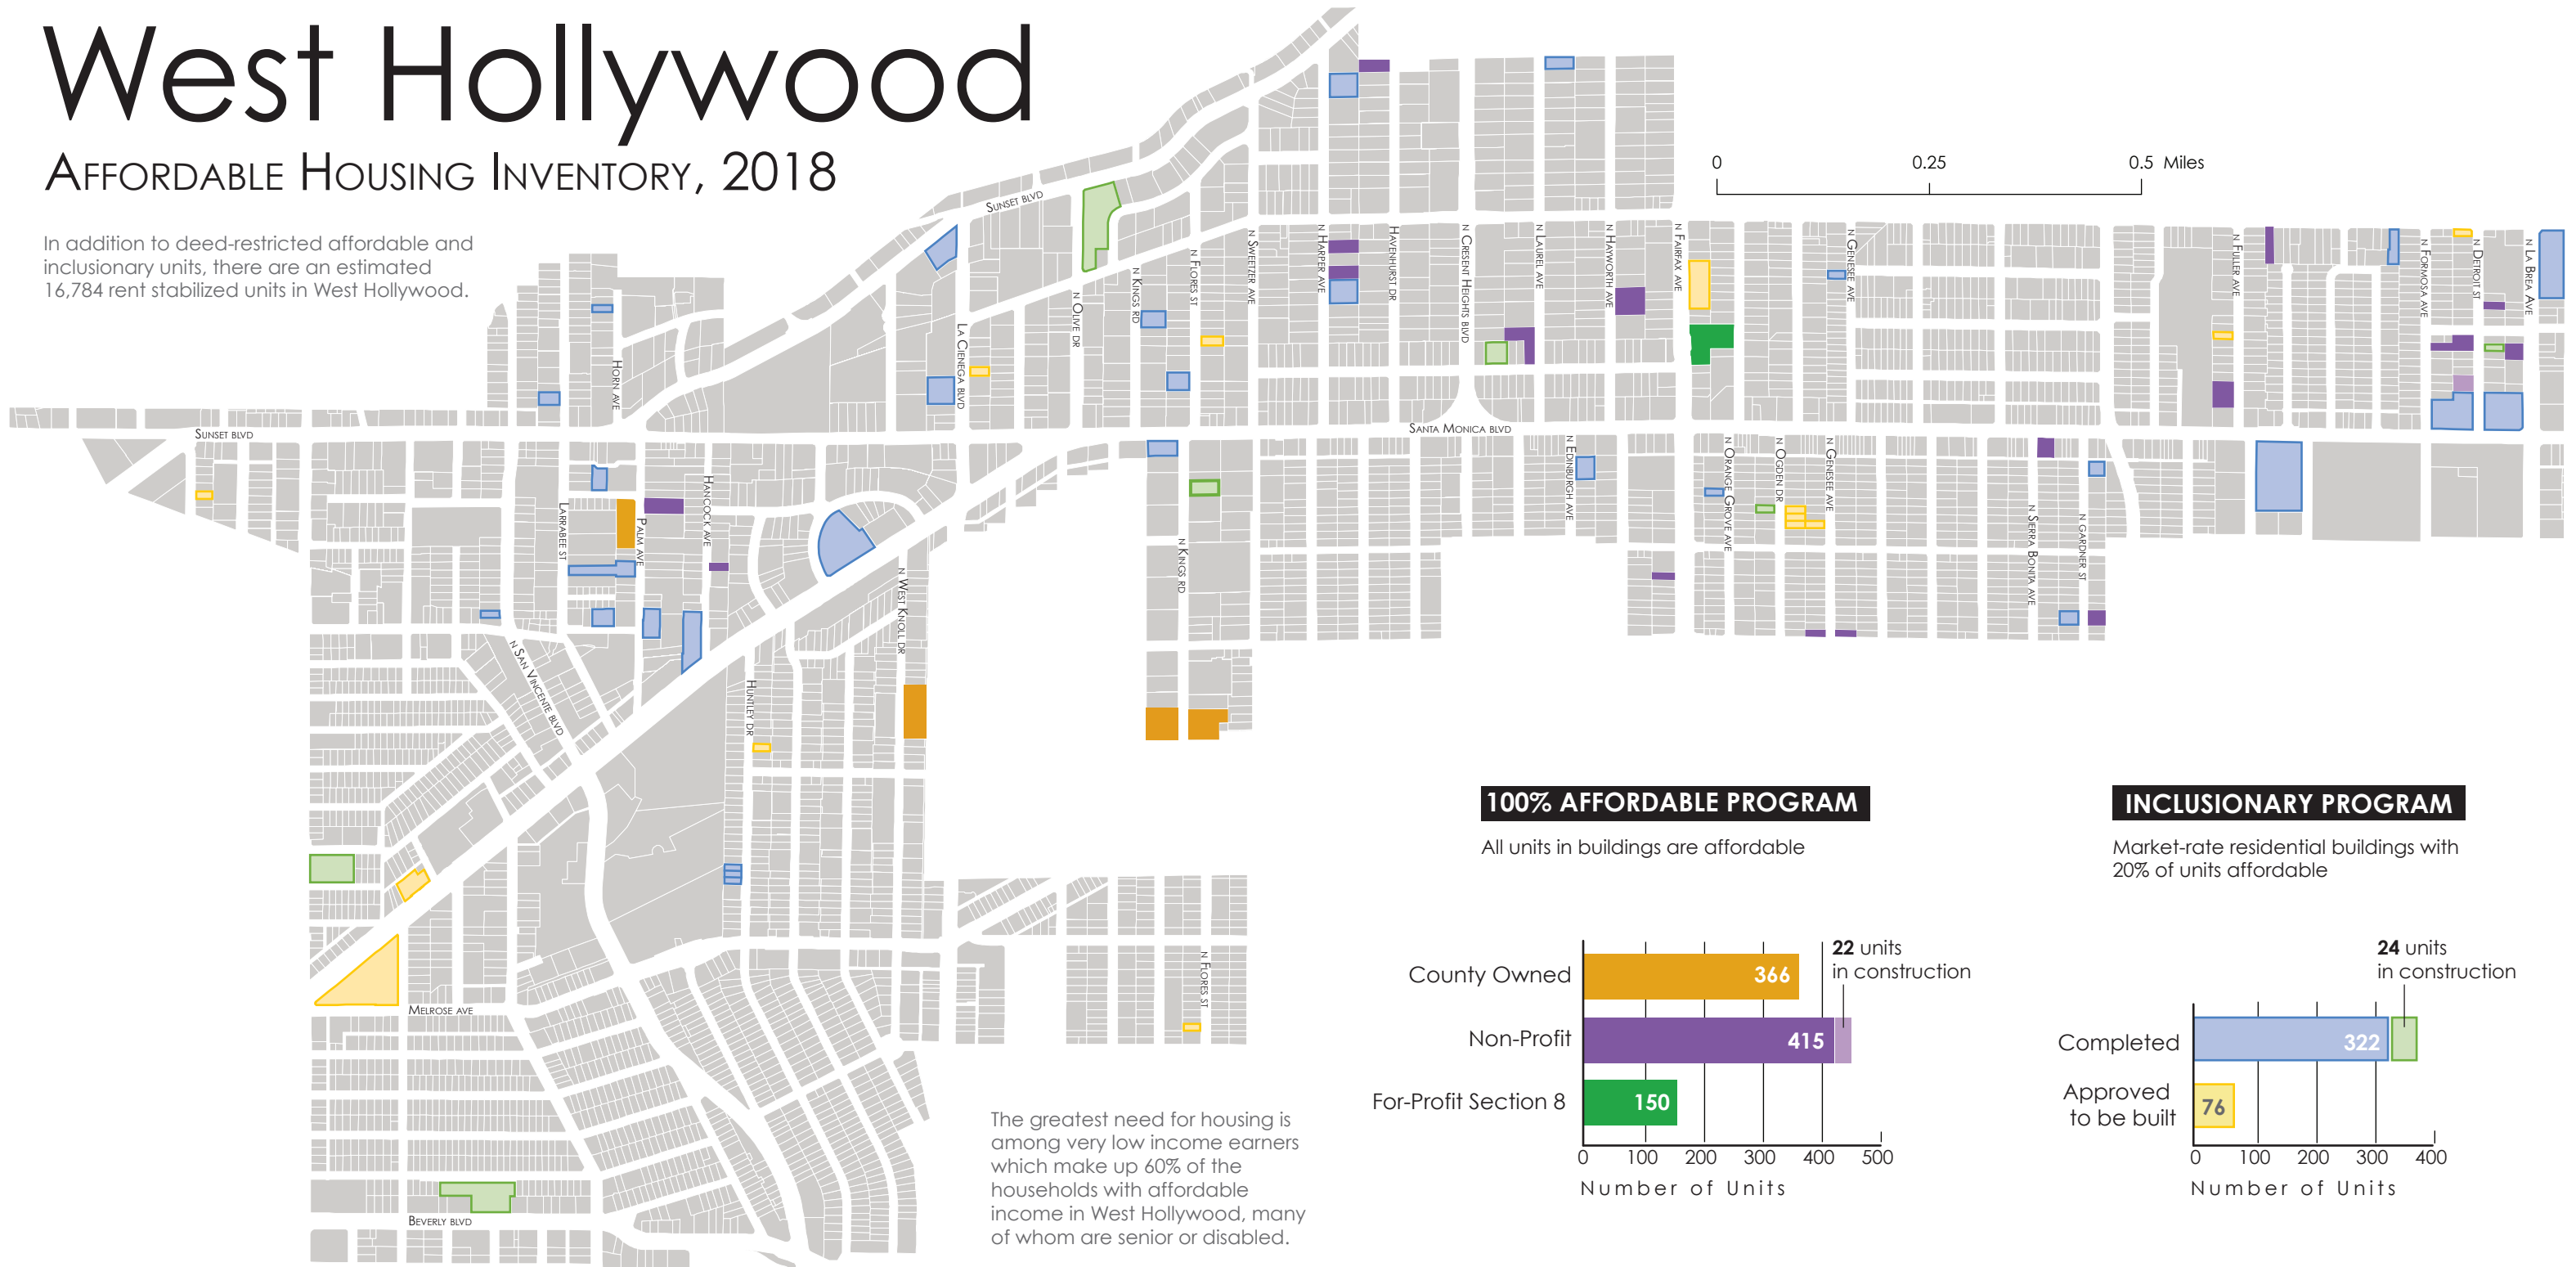 West Hollywood
Affordable Housing Inventory, 2018
In addition to deed-restricted affordable and
inclusionary units, there are an estimated
16,784 rent stabilized units in West Hollywood.
0 0.25 0.5 Miles
Sunset blvd
N Sweetzer Ave
N Harper Ave
Havenhurst Dr
N Cresent Heights Blvd
N Laurel Ave
N Hayworth Ave
N Fairfax Ave
N Genesee Ave
N Fuller Ave
N Formosa Ave
N Detroit St
N La Brea Ave
N Flores St
N Kings Rd
N Olive Dr
La Cienega Blvd
Horn Ave
Sunset blvd
Santa Monica blvd
Larrabee St
Palm Ave
Hancock Ave
N Kings Rd
N West Knoll Dr
N Edinburgh Ave
N Orange Grove Ave
N Ogden Dr
N Genesee Ave
N Sierra Bonita Ave
N Gardner St
N San Vincente Blvd
Huntley Dr
N Flores St
Melrose Ave
Beverly blvd
The greatest need for housing is
among very low income earners
which make up 60% of the
households with affordable
income in West Hollywood, many
of whom are senior or disabled.
100% AFFORDABLE PROGRAM
All units in buildings are affordable
22 units
in construction
County Owned 366
Non-Profit 415
For-Profit Section 8 150
0 100 200 300 400 500
Number of Units
INCLUSIONARY PROGRAM
Market-rate residential buildings with
20% of units affordable
24 units
in construction
Completed 322
Approved
to be built 76
0 100 200 300 400
Number of Units